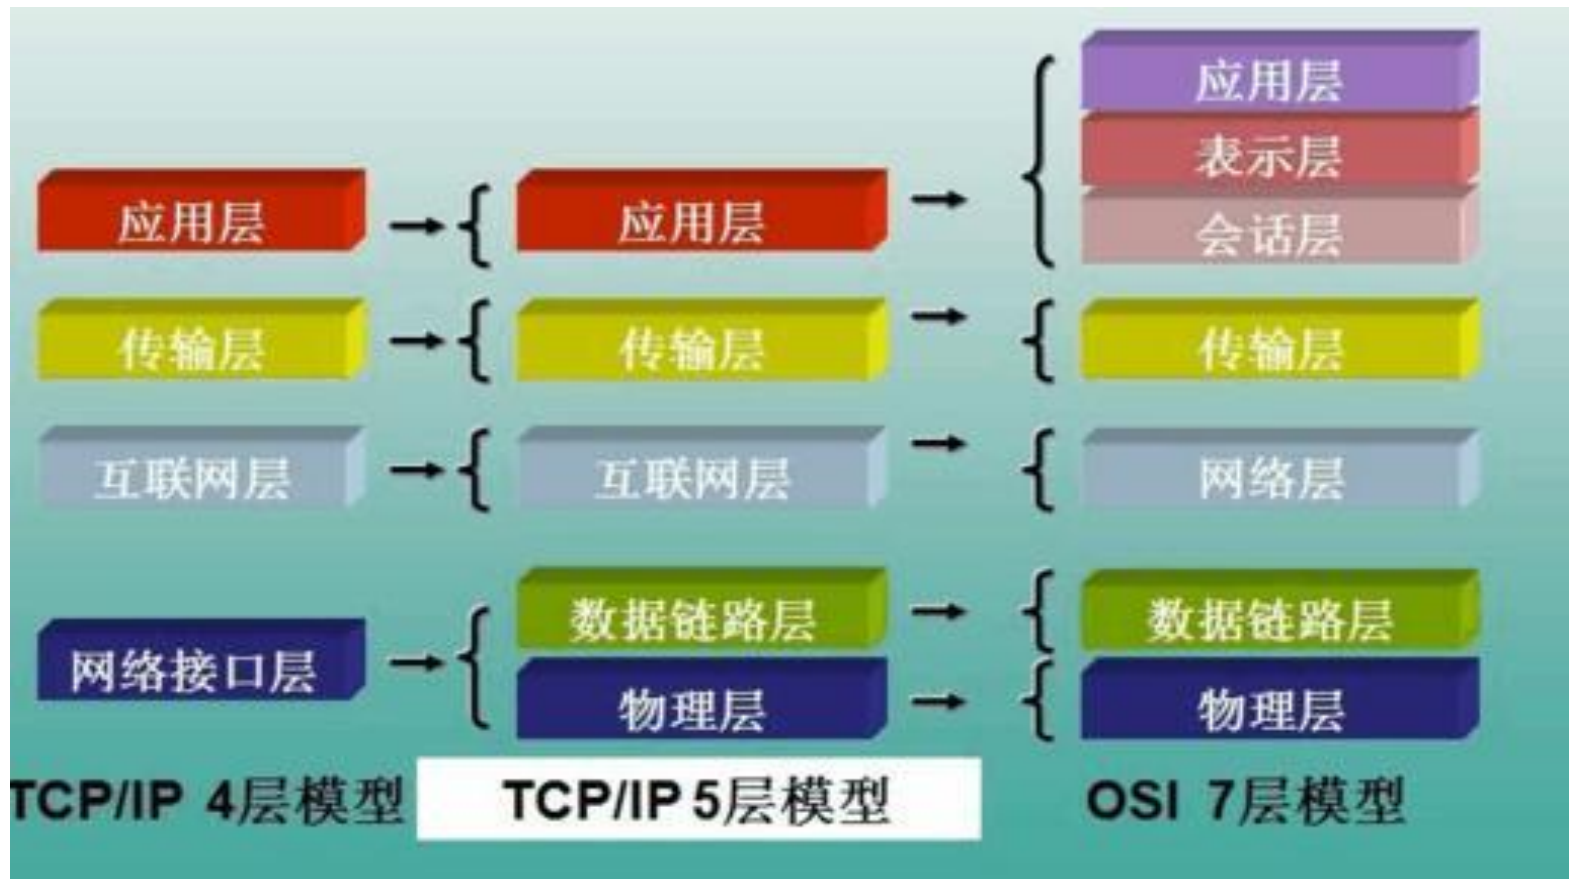 应用层
表示层
会话层
应用层
应用层
传输层
传输层
传输层
互联网层
互联网层
网络层
数据链路层
数据链路层
网络接口层
物理层
物理层
TCP/IP 4层模型
TCP/IP 5层模型
OSI 7层模型